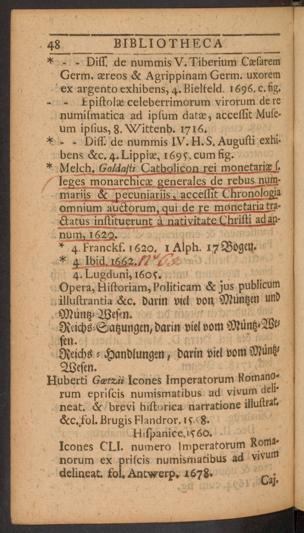 48 BIBLIOTHECA
* - - Diss. de nummis V. Tiberium Cæsarem
Germ. æreos & Agrippinam Germ. uxorem
ex argento exhibens, 4. Bielfeld. 1696. c. fig.
- - Epistolæ celeberrimorum virorum de re
numismatica ad ipsum datæ, accessit Muse-
um ipsius, 8. Wittenb. 1716.
* - - Diss. de nummis IV. H. S. Augusti exhi-
bens &c. 4. Lippiæ, 1695. cum fig.
* Melch. Goldasti Catholicon rei monetariæ s.
leges monarchicæ generales de rebus num-
mariis & pecuniariis, accessit Chronologia
omnium auctorum, qui de re monetaria tra-
ctatus instituerunt à nativitate Christi ad an-
num, 1620.
* 4. Franckf. 1620. 1 Alph. 17 Bogen.
* 4 Ibid. 1662.
4. Lugduni, 1605.
Opera, Historiam, Politicam & jus publicum
illustrantia &c. darin viel von Müntzen und
Müntz-Wesen.
Reichs-Satzungen, darin viel vom Müntz-We-
sen.
Reichs-Handlungen, darin viel vom Müntz-
Wesen.
Huberti Goetzii Icones Imperatorum Romano-
rum epriscis numismatibus ad vivum deli-
neat. & brevi historica narratione illustrat.
&c, fol. Brugis Flandror.
Hispanice, 1560.
Icones CLI. numero Imperatorum Roma-
norum ex priscis numismatibus ad vivum
delineat. fol. Antwerp. 1678.
Caj.